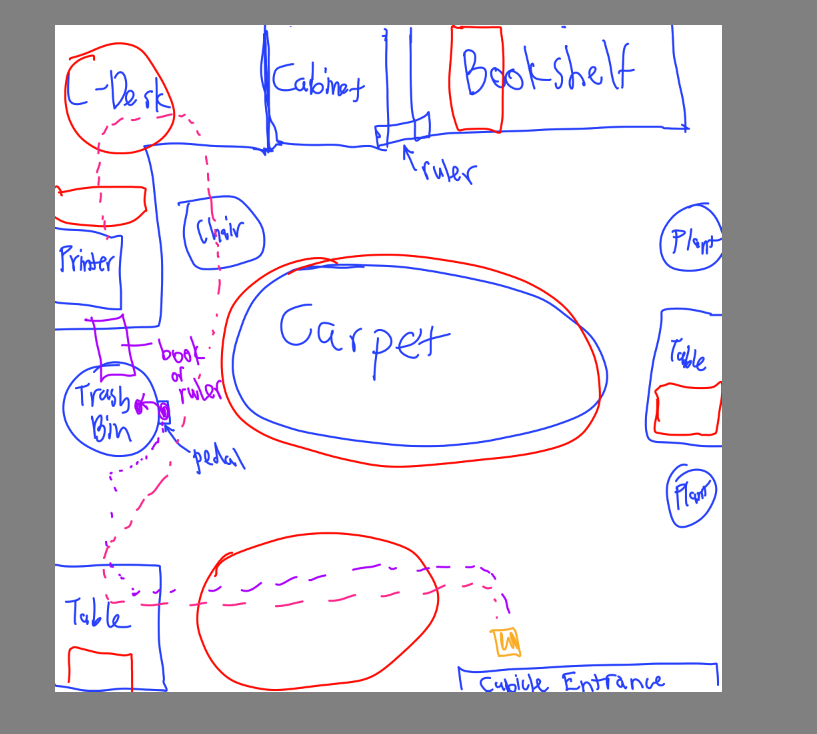 C-Desk
Cabinet
Bookshelf
ruler
Chair
Plant
Printer
Carpet
Table
book
or
ruler
Trash
Bin
pedal
Plant
Table
Cubicle Entrance